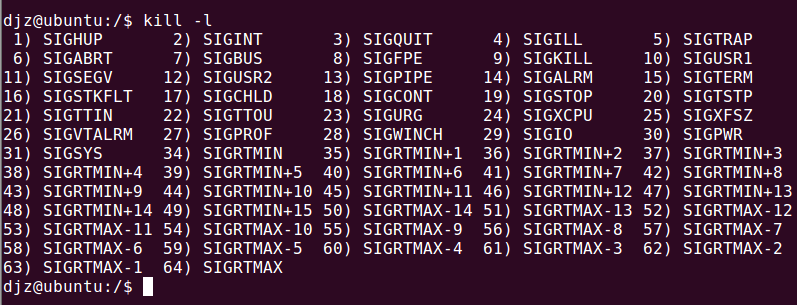 djz@ubuntu:/$ kill -l
 1) SIGHUP       2) SIGINT       3) SIGQUIT      4) SIGILL       5) SIGTRAP
 6) SIGABRT      7) SIGBUS       8) SIGFPE       9) SIGKILL     10) SIGUSR1
11) SIGSEGV     12) SIGUSR2     13) SIGPIPE     14) SIGALRM     15) SIGTERM
16) SIGSTKFLT   17) SIGCHLD     18) SIGCONT     19) SIGSTOP     20) SIGTSTP
21) SIGTTIN     22) SIGTTOU     23) SIGURG      24) SIGXCPU     25) SIGXFSZ
26) SIGVTALRM   27) SIGPROF     28) SIGWINCH    29) SIGIO       30) SIGPWR
31) SIGSYS      34) SIGRTMIN    35) SIGRTMIN+1  36) SIGRTMIN+2  37) SIGRTMIN+3
38) SIGRTMIN+4  39) SIGRTMIN+5  40) SIGRTMIN+6  41) SIGRTMIN+7  42) SIGRTMIN+8
43) SIGRTMIN+9  44) SIGRTMIN+10 45) SIGRTMIN+11 46) SIGRTMIN+12 47) SIGRTMIN+13
48) SIGRTMIN+14 49) SIGRTMIN+15 50) SIGRTMAX-14 51) SIGRTMAX-13 52) SIGRTMAX-12
53) SIGRTMAX-11 54) SIGRTMAX-10 55) SIGRTMAX-9  56) SIGRTMAX-8  57) SIGRTMAX-7
58) SIGRTMAX-6  59) SIGRTMAX-5  60) SIGRTMAX-4  61) SIGRTMAX-3  62) SIGRTMAX-2
63) SIGRTMAX-1  64) SIGRTMAX
djz@ubuntu:/$